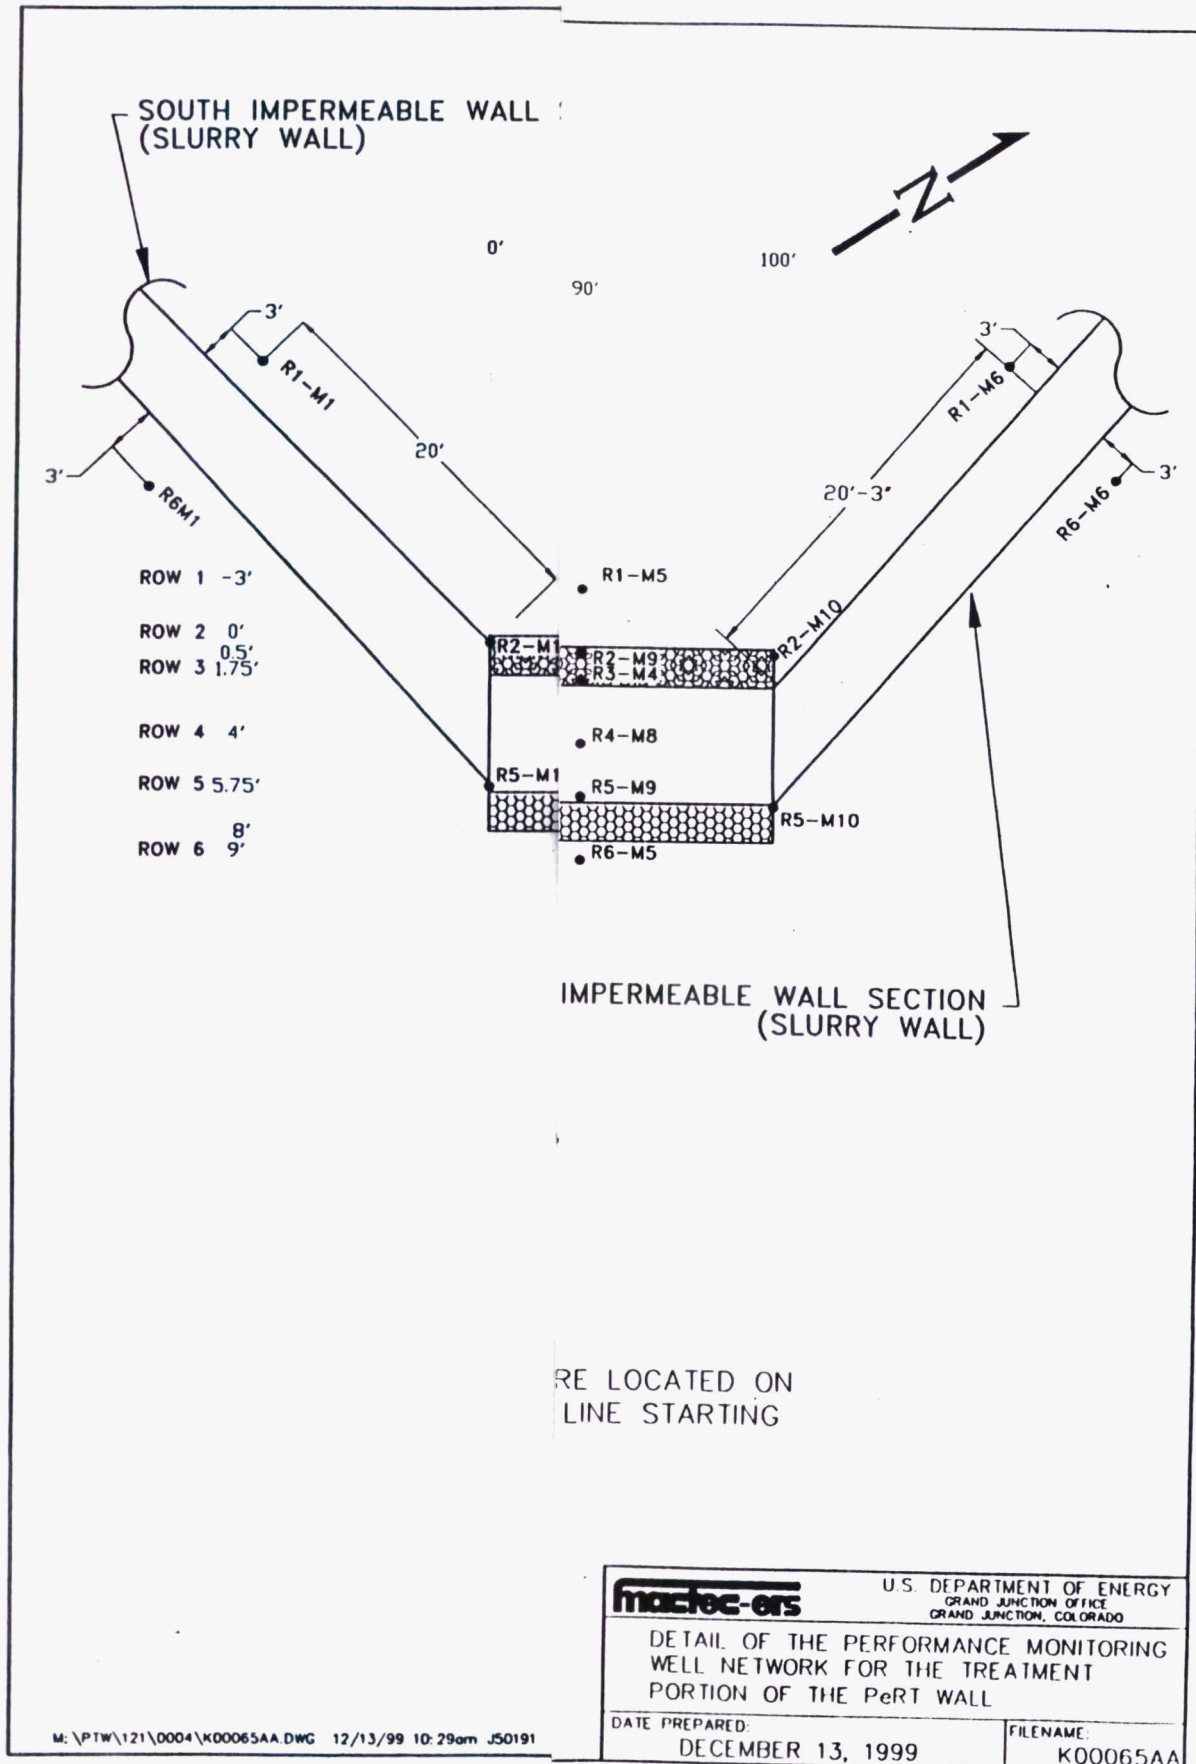 SOUTH IMPERMEABLE WALL
(SLURRY WALL)
N
0'
100'
90'
3'
R1-M1
20'
3'
R6M1
3'
R1-M6
20'-3"
3'
R6-M6
ROW 1 -3'
ROW 2 0'
0.5'
ROW 3 1.75'
ROW 4 4'
ROW 5 5.75'
8'
ROW 6 9'
R1-M5
R2-M1
R2-M9
R2-M10
R3-M4
R4-M8
R5-M1
R5-M9
R5-M10
R6-M5
IMPERMEABLE WALL SECTION
(SLURRY WALL)
RE LOCATED ON
LINE STARTING
mactec-ers
U.S. DEPARTMENT OF ENERGY
GRAND JUNCTION OFFICE
GRAND JUNCTION, COLORADO
DETAIL OF THE PERFORMANCE MONITORING
WELL NETWORK FOR THE TREATMENT
PORTION OF THE PeRT WALL
DATE PREPARED:
DECEMBER 13, 1999
FILENAME:
K00065AA
M:\PTW\121\0004\K00065AA.DWG 12/13/99 10:29am J50191